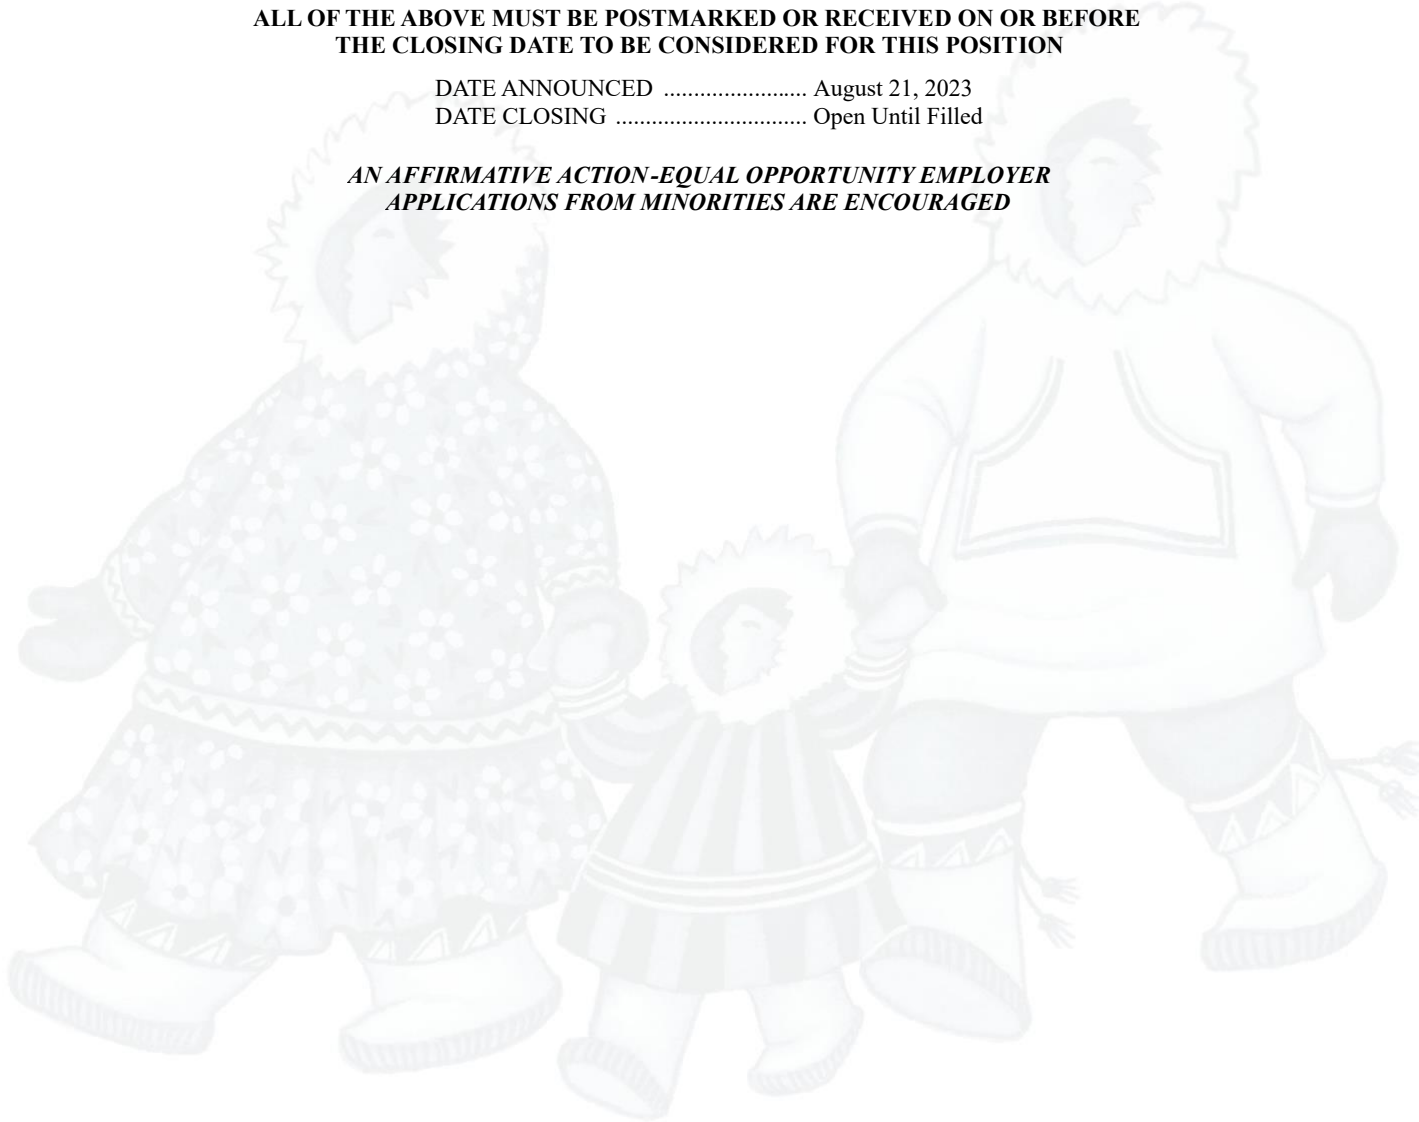 ALL OF THE ABOVE MUST BE POSTMARKED OR RECEIVED ON OR BEFORE
THE CLOSING DATE TO BE CONSIDERED FOR THIS POSITION
DATE ANNOUNCED ........................ August 21, 2023
DATE CLOSING ................................ Open Until Filled
AN AFFIRMATIVE ACTION-EQUAL OPPORTUNITY EMPLOYER
APPLICATIONS FROM MINORITIES ARE ENCOURAGED